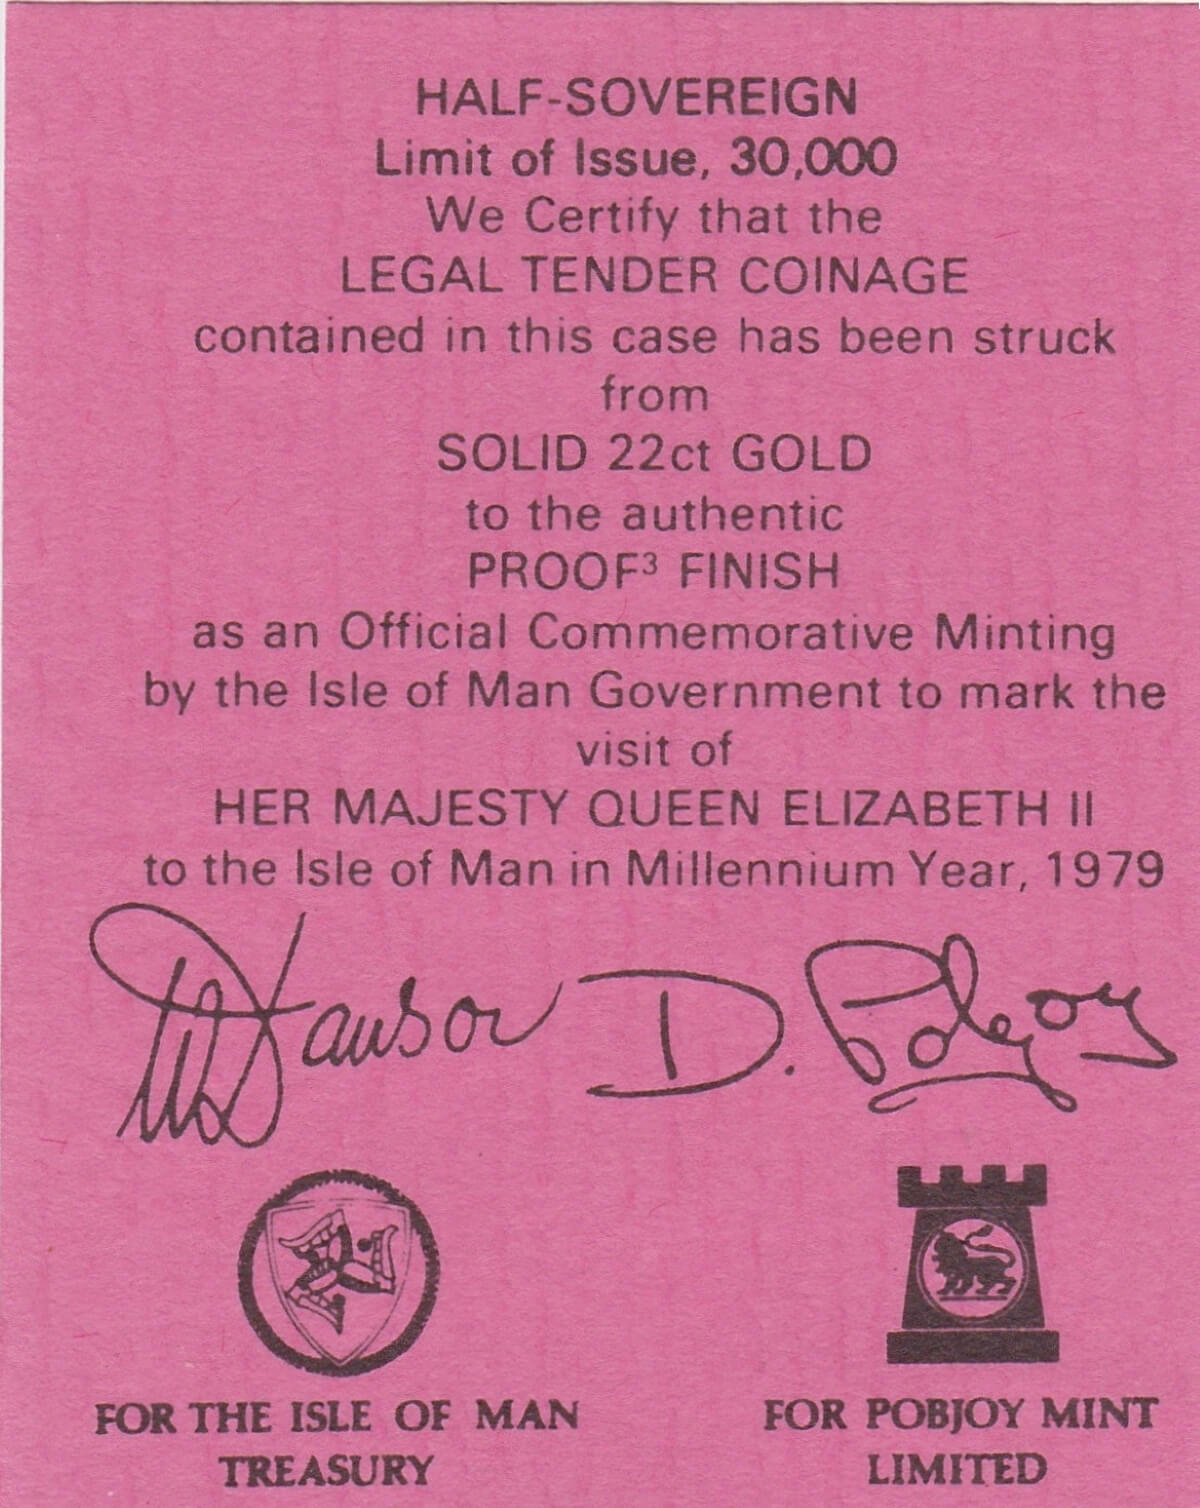 HALF-SOVEREIGN
Limit of Issue, 30,000
We Certify that the
LEGAL TENDER COINAGE
contained in this case has been struck
from
SOLID 22ct GOLD
to the authentic
PROOF³ FINISH
as an Official Commemorative Minting
by the Isle of Man Government to mark the
visit of
HER MAJESTY QUEEN ELIZABETH II
to the Isle of Man in Millennium Year, 1979
D. Pobjoy
FOR THE ISLE OF MAN
TREASURY
FOR POBJOY MINT
LIMITED